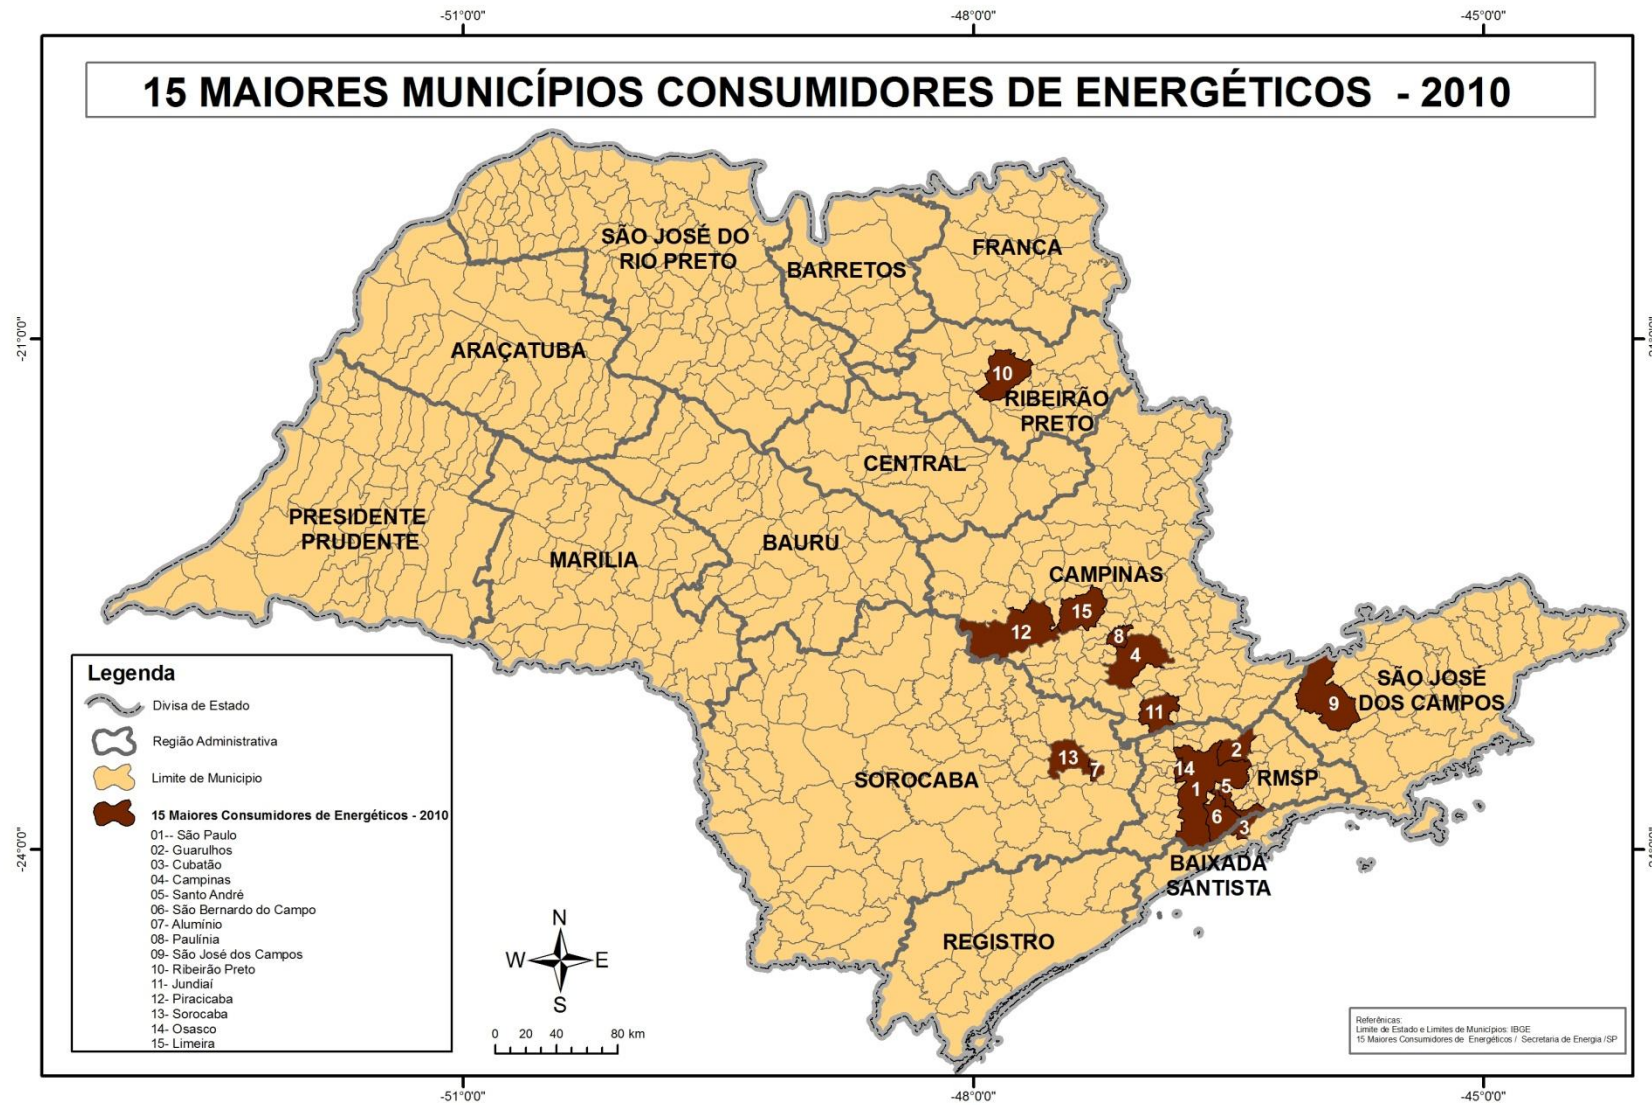 -51°0'0"
-48°0'0"
-45°0'0"
15 MAIORES MUNICÍPIOS CONSUMIDORES DE ENERGÉTICOS - 2010
SÃO JOSÉ DO
RIO PRETO
BARRETOS
FRANCA
-21°0'0"
ARAÇATUBA
10
RIBEIRÃO
PRETO
CENTRAL
PRESIDENTE
PRUDENTE
MARILIA
BAURU
CAMPINAS
15
12
8
4
SÃO JOSÉ
DOS CAMPOS
9
11
13
7
SOROCABA
2
14
RMSP
1
5
6
3
-24°0'0"
BAIXADA
SANTISTA
REGISTRO
Legenda
Divisa de Estado
Região Administrativa
Limite de Municipio
15 Maiores Consumidores de Energéticos - 2010
01-- São Paulo
02- Guarulhos
03- Cubatão
04- Campinas
05- Santo André
06- São Bernardo do Campo
07- Alumínio
08- Paulínia
09- São José dos Campos
10- Ribeirão Preto
11- Jundiaí
12- Piracicaba
13- Sorocaba
14- Osasco
15- Limeira
N
W
E
S
0 20 40 80 km
Referênicas:
Limite de Estado e Limites de Municípios: IBGE
15 Maiores Consumidores de Energéticos / Secretaria de Energia /SP
-51°0'0"
-48°0'0"
-45°0'0"